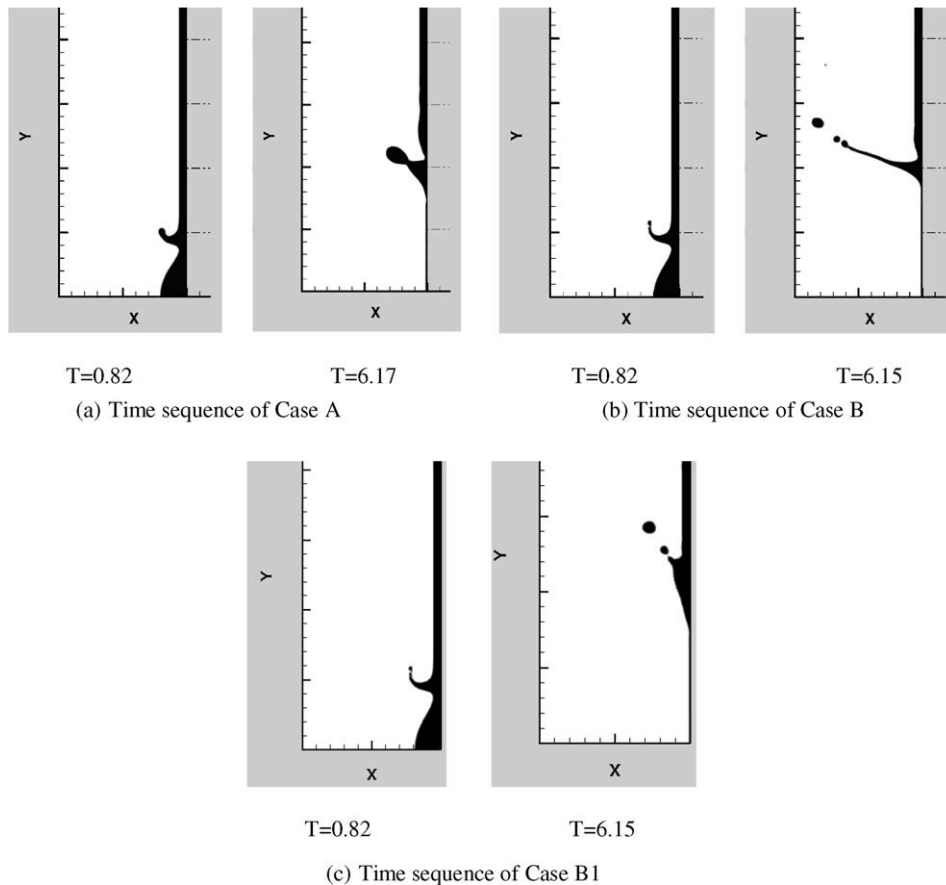 Y
X
Y
X
Y
X
Y
X
T=0.82
T=6.17
T=0.82
T=6.15
(a) Time sequence of Case A
(b) Time sequence of Case B
Y
X
Y
X
T=0.82
T=6.15
(c) Time sequence of Case B1